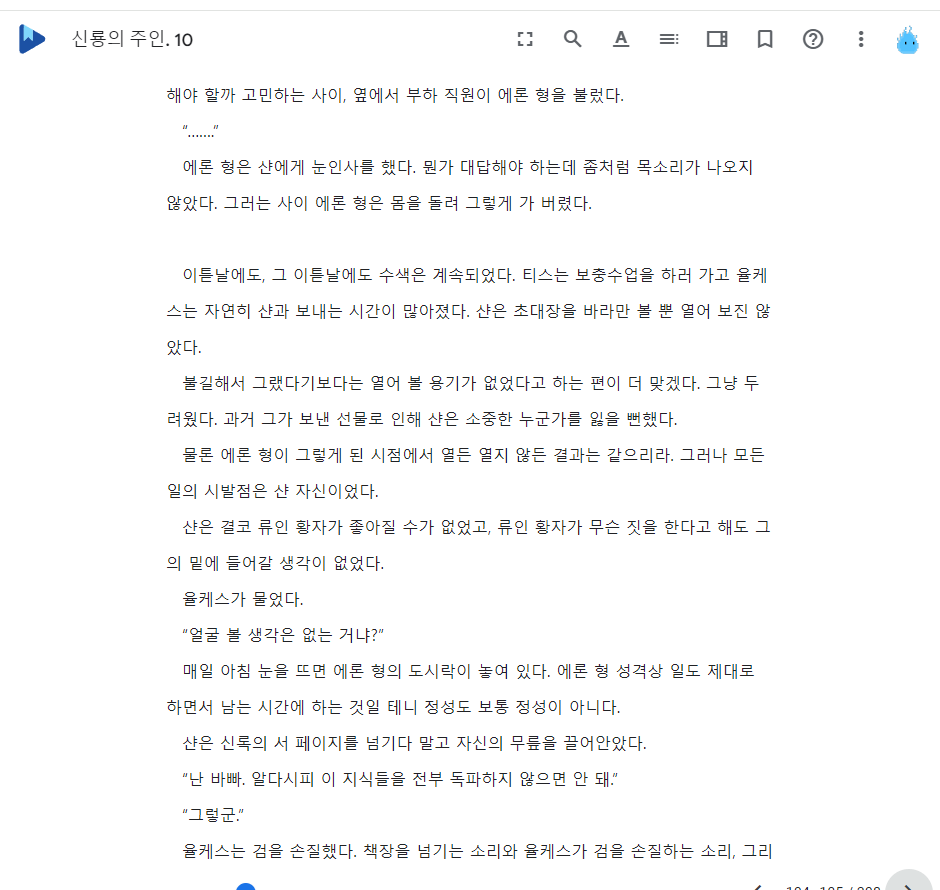 신룡의 주인. 10
해야 할까 고민하는 사이, 옆에서 부하 직원이 에론 형을 불렀다.
“…….”
에론 형은 샨에게 눈인사를 했다. 뭔가 대답해야 하는데 좀처럼 목소리가 나오지
않았다. 그러는 사이 에론 형은 몸을 돌려 그렇게 가 버렸다.
이튿날에도, 그 이튿날에도 수색은 계속되었다. 티스는 보충수업을 하러 가고 율케
스는 자연히 샨과 보내는 시간이 많아졌다. 샨은 초대장을 바라만 볼 뿐 열어 보진 않
았다.
불길해서 그랬다기보다는 열어 볼 용기가 없었다고 하는 편이 더 맞겠다. 그냥 두
려웠다. 과거 그가 보낸 선물로 인해 샨은 소중한 누군가를 잃을 뻔했다.
물론 에론 형이 그렇게 된 시점에서 열든 열지 않든 결과는 같으리라. 그러나 모든
일의 시발점은 샨 자신이었다.
샨은 결코 류인 황자가 좋아질 수가 없었고, 류인 황자가 무슨 짓을 한다고 해도 그
의 밑에 들어갈 생각이 없었다.
율케스가 물었다.
“얼굴 볼 생각은 없는 거냐?”
매일 아침 눈을 뜨면 에론 형의 도시락이 놓여 있다. 에론 형 성격상 일도 제대로
하면서 남는 시간에 하는 것일 테니 정성도 보통 정성이 아니다.
샨은 신록의 서 페이지를 넘기다 말고 자신의 무릎을 끌어안았다.
“난 바빠. 알다시피 이 지식들을 전부 독파하지 않으면 안 돼.”
“그렇군.”
율케스는 검을 손질했다. 책장을 넘기는 소리와 율케스가 검을 손질하는 소리, 그리